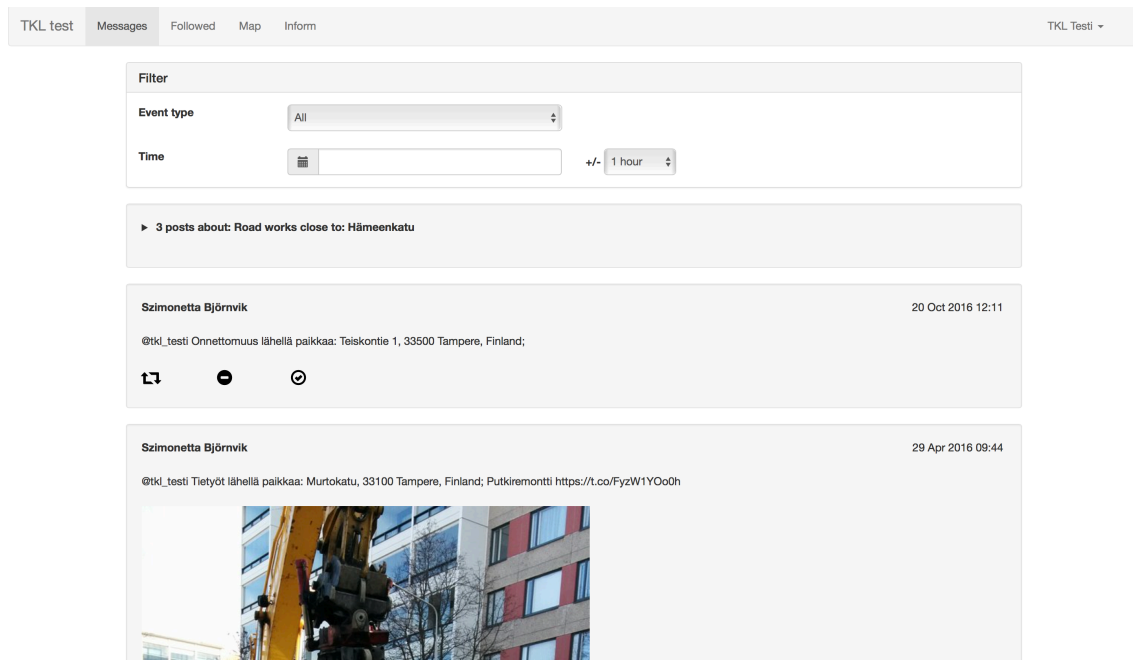 TKL test Messages Followed Map Inform TKL Testi
Filter
Event type All
Time +/- 1 hour
3 posts about: Road works close to: Hämeenkatu
Szimonetta Björnvik 20 Oct 2016 12:11
@tkl_testi Onnettomuus lähellä paikkaa: Teiskontie 1, 33500 Tampere, Finland;
Szimonetta Björnvik 29 Apr 2016 09:44
@tkl_testi Tietyöt lähellä paikkaa: Murtokatu, 33100 Tampere, Finland; Putkiremontti https://t.co/FyzW1YOo0h